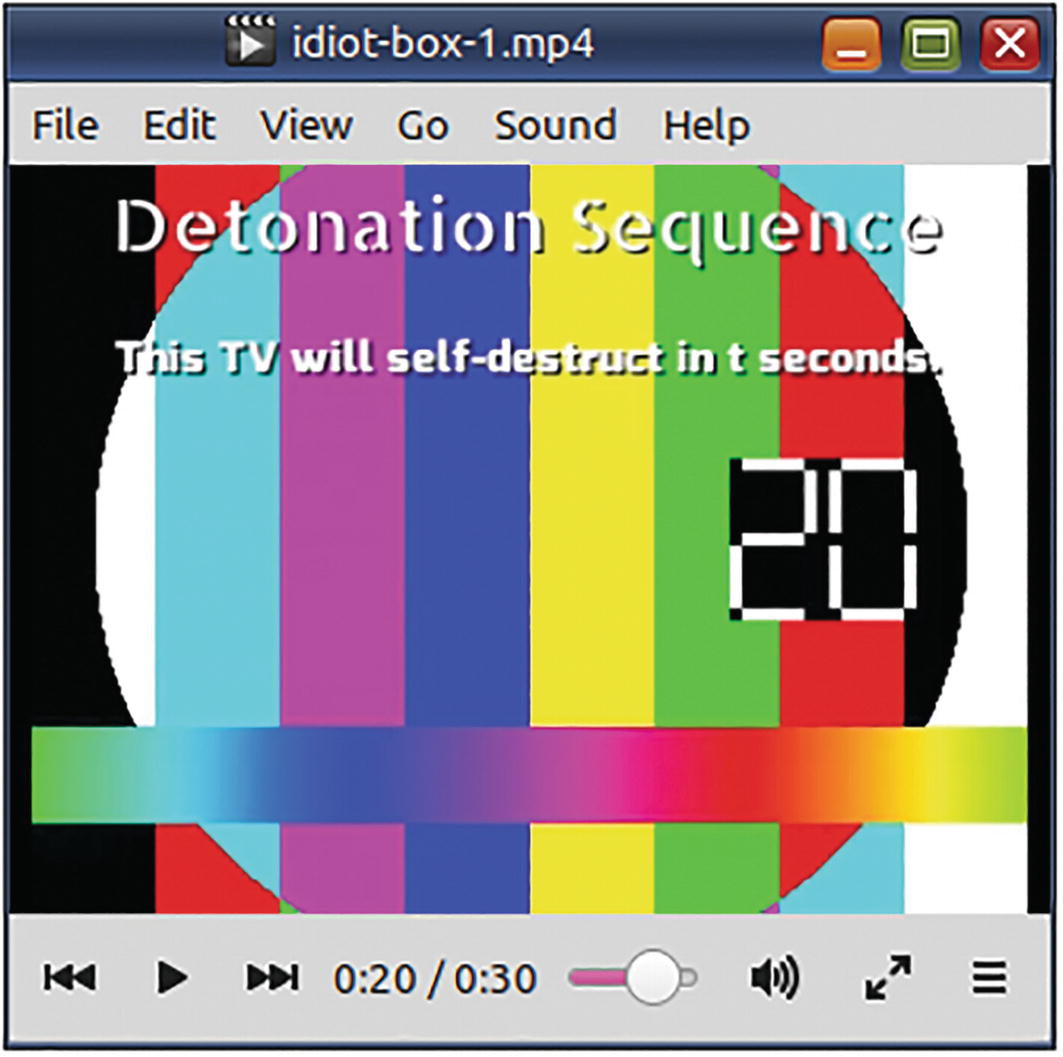 idiot-box-1.mp4
File Edit View Go Sound Help
Detonation Sequence
This TV will self-destruct in t seconds.
20
0:20 / 0:30